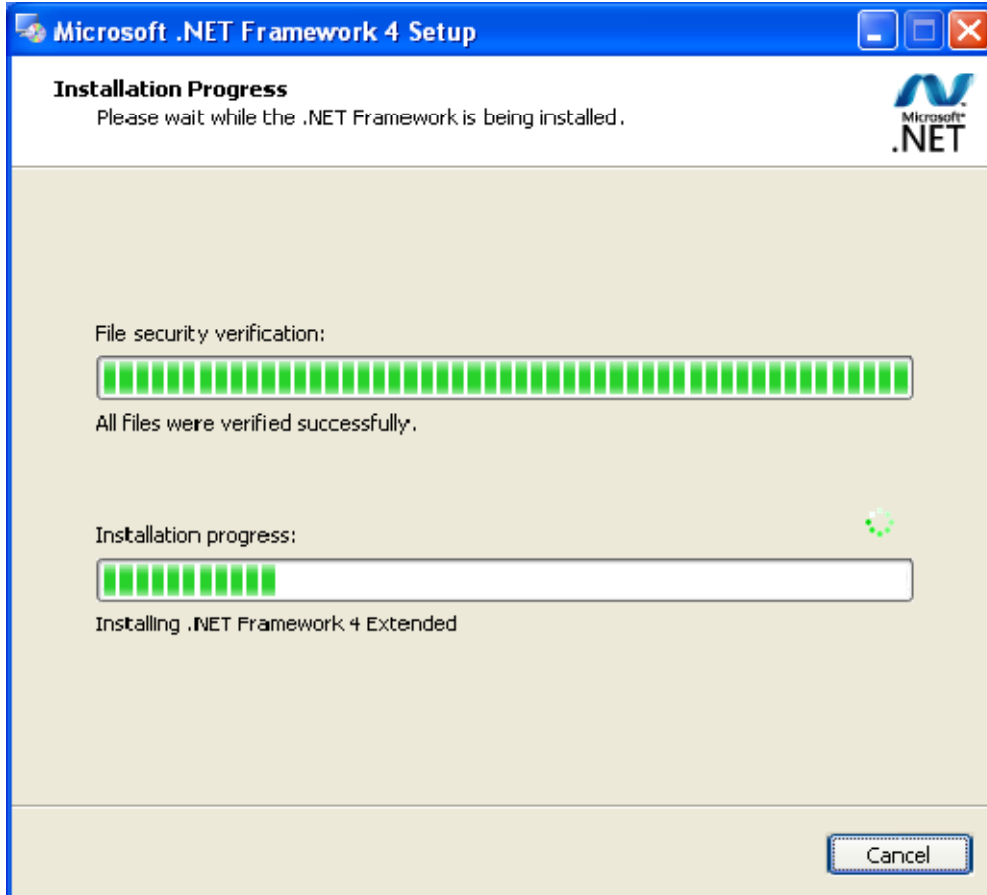 Microsoft .NET Framework 4 Setup
Installation Progress
Please wait while the .NET Framework is being installed.
Microsoft
.NET
File security verification:
All files were verified successfully.
Installation progress:
Installing .NET Framework 4 Extended
Cancel